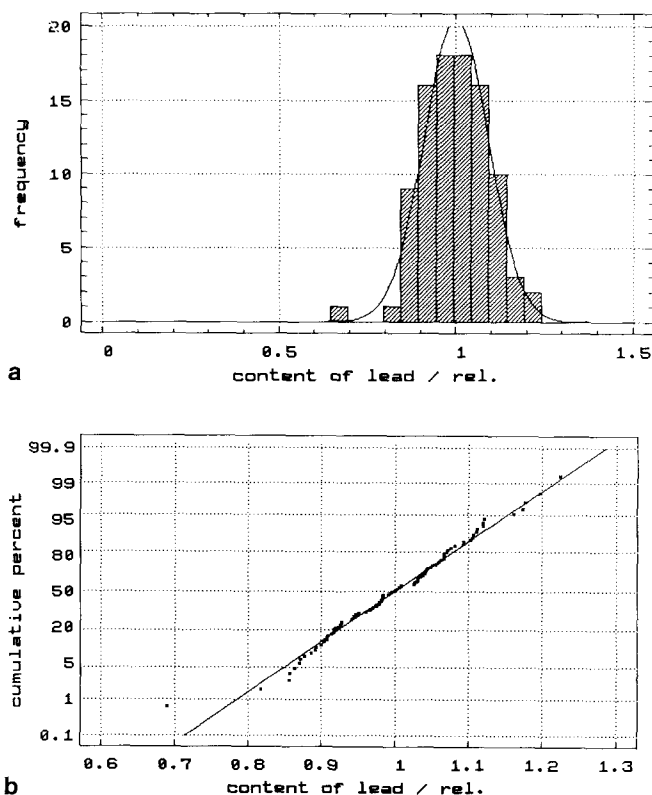 20
15
10
5
0
frequency
0 0.5 1 1.5
content of lead / rel.
a
99.9
99
95
80
50
20
5
1
0.1
cumulative percent
0.6 0.7 0.8 0.9 1 1.1 1.2 1.3
content of lead / rel.
b